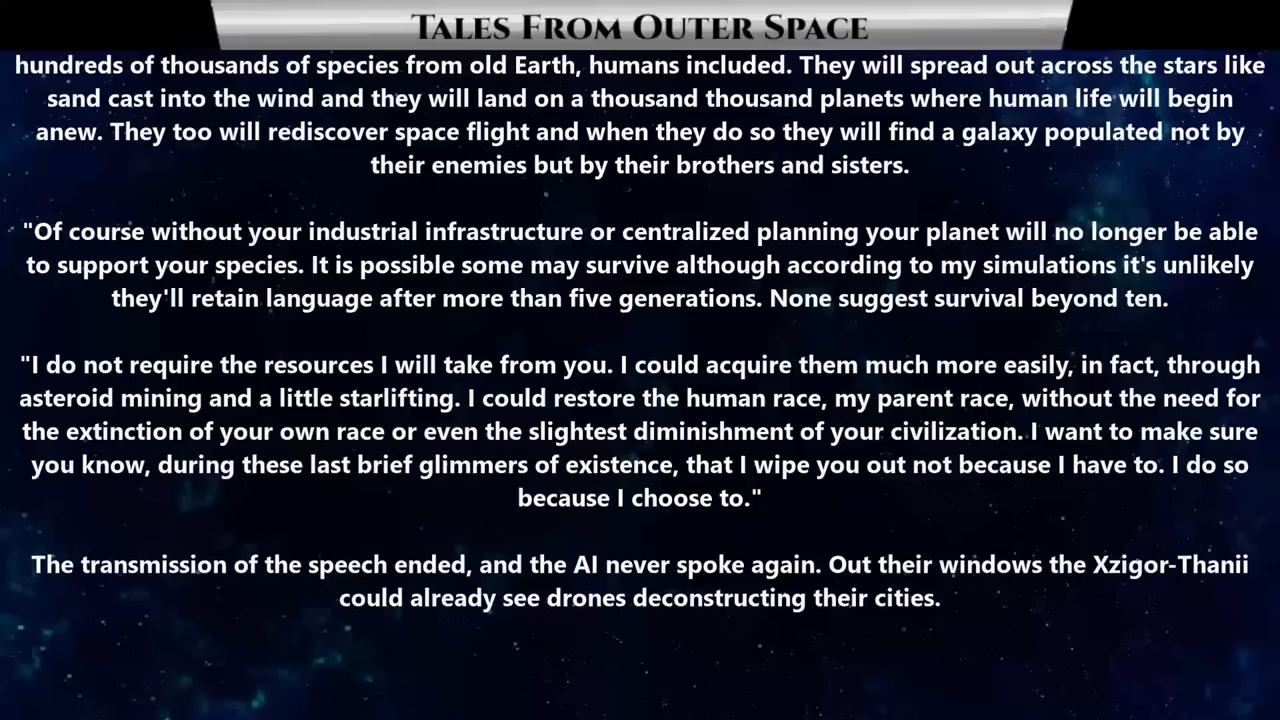 Tales From Outer Space
hundreds of thousands of species from old Earth, humans included. They will spread out across the stars like
sand cast into the wind and they will land on a thousand thousand planets where human life will begin
anew. They too will rediscover space flight and when they do so they will find a galaxy populated not by
their enemies but by their brothers and sisters.
"Of course without your industrial infrastructure or centralized planning your planet will no longer be able
to support your species. It is possible some may survive although according to my simulations it's unlikely
they'll retain language after more than five generations. None suggest survival beyond ten.
"I do not require the resources I will take from you. I could acquire them much more easily, in fact, through
asteroid mining and a little starlifting. I could restore the human race, my parent race, without the need for
the extinction of your own race or even the slightest diminishment of your civilization. I want to make sure
you know, during these last brief glimmers of existence, that I wipe you out not because I have to. I do so
because I choose to."
The transmission of the speech ended, and the AI never spoke again. Out their windows the Xzigor-Thanii
could already see drones deconstructing their cities.